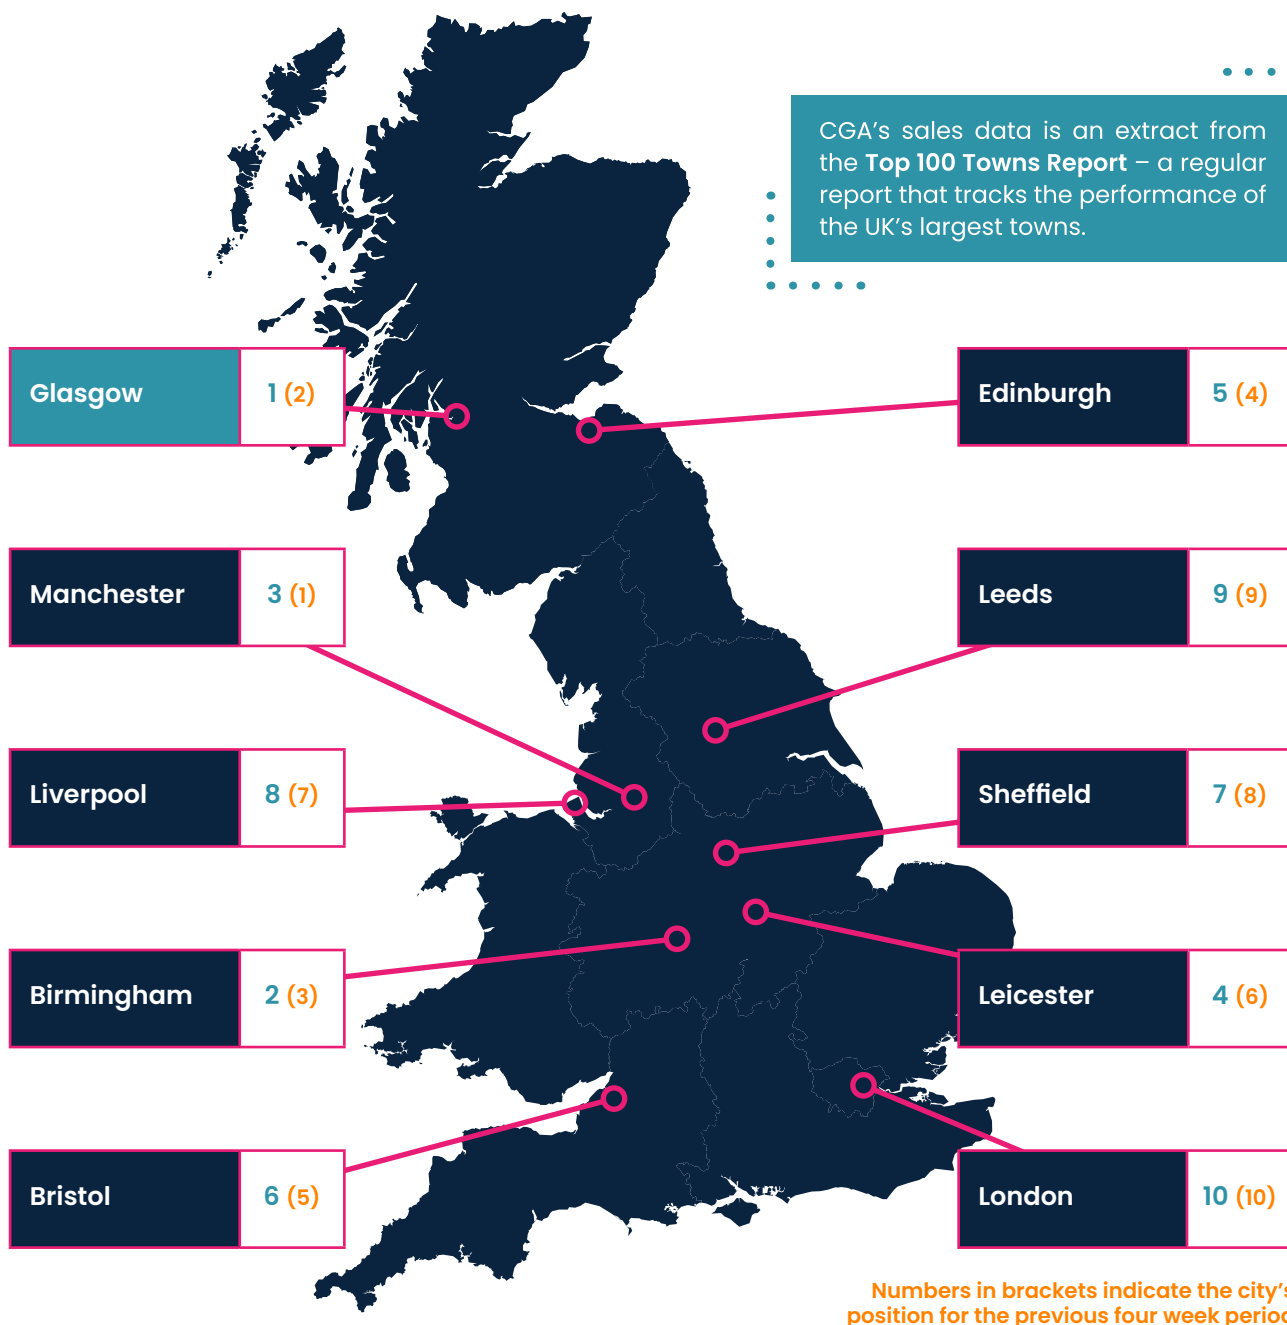 CGA's sales data is an extract from
the Top 100 Towns Report – a regular
report that tracks the performance of
the UK's largest towns.
Glasgow 1 (2)
Edinburgh 5 (4)
Manchester 3 (1)
Leeds 9 (9)
Liverpool 8 (7)
Sheffield 7 (8)
Birmingham 2 (3)
Leicester 4 (6)
Bristol 6 (5)
London 10 (10)
Numbers in brackets indicate the city's
position for the previous four week period